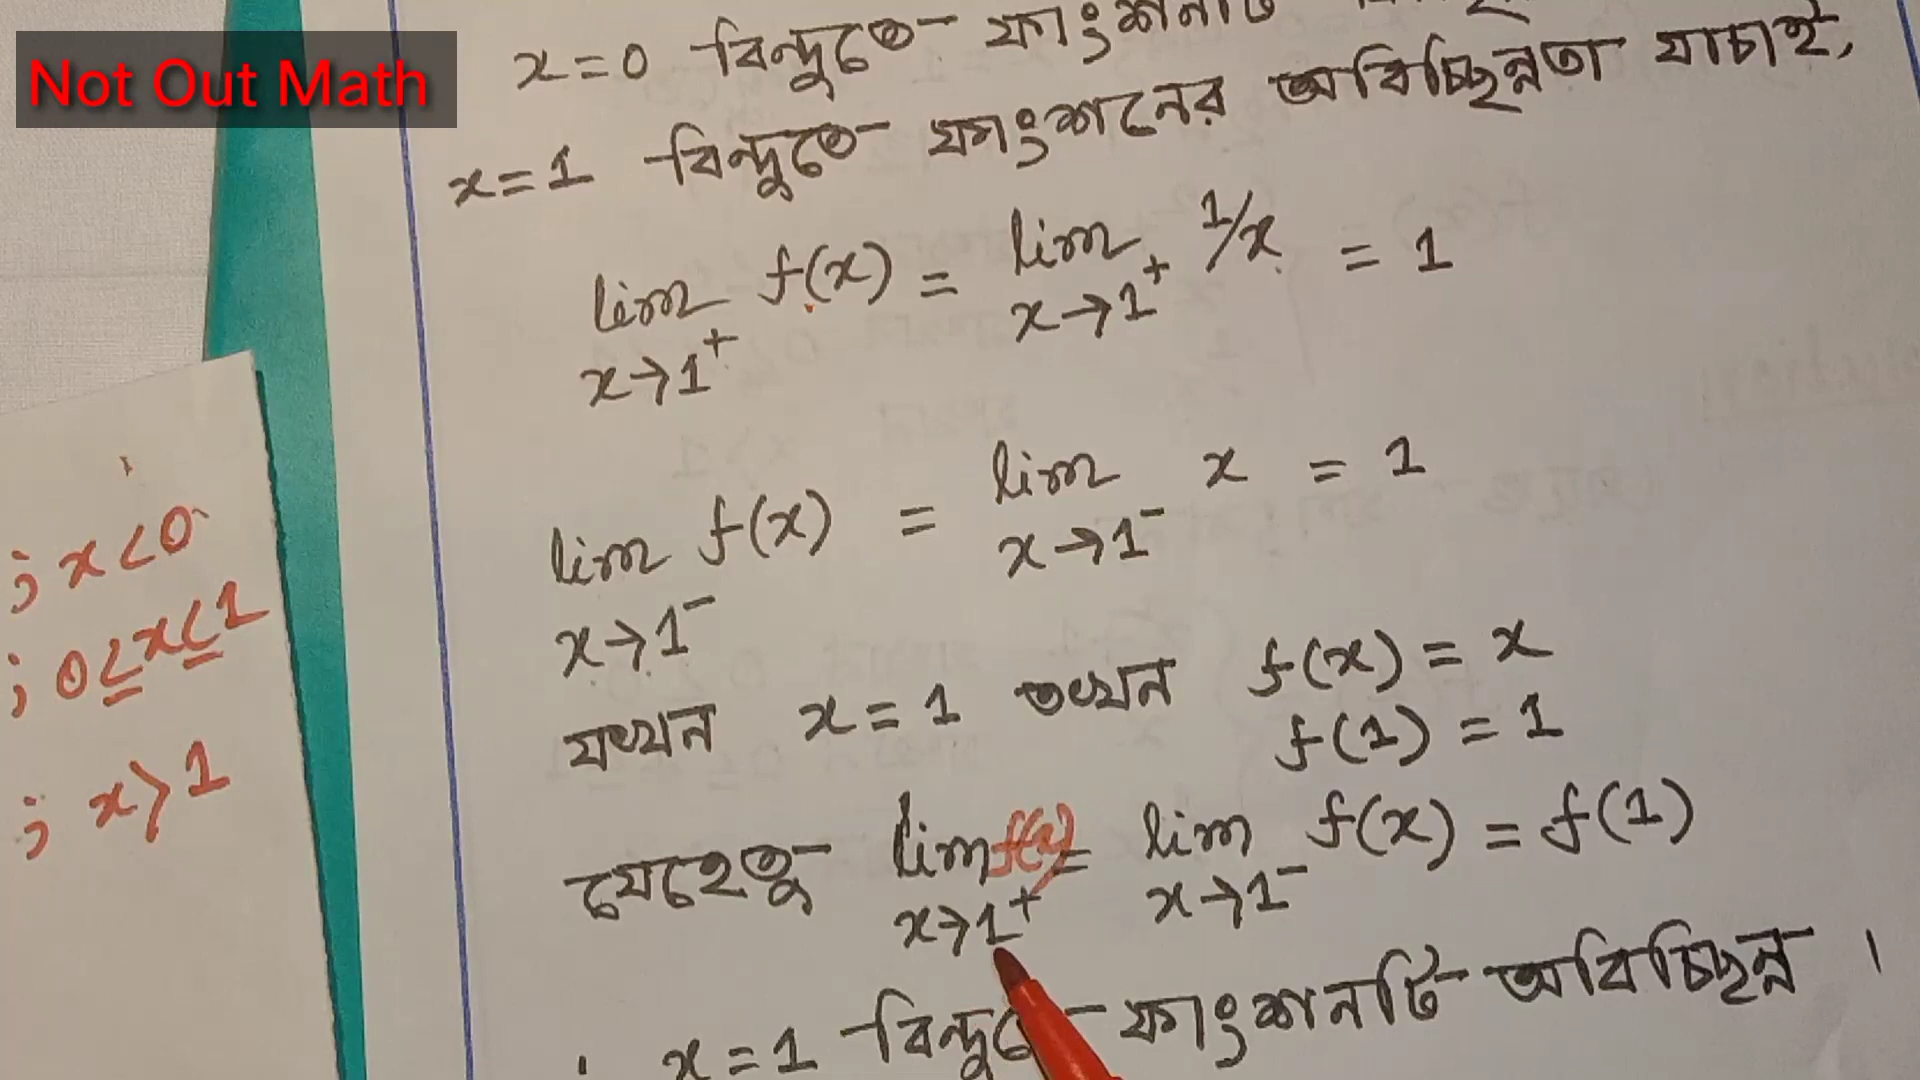 Not Out Math
x=0 বিন্দুতে ফাংশনটি
x=1 বিন্দুতে ফাংশনের অবিচ্ছিন্নতা যাচাই,
lim f(x) = lim 1/x = 1
x→1⁺ x→1⁺
lim f(x) = lim x = 1
x→1⁻ x→1⁻
যখন x=1 তখন f(x) = x
f(1) = 1
যেহেতু lim f(x) = lim f(x) = f(1)
x→1⁺ x→1⁻
x=1 বিন্দুতে ফাংশনটি অবিচ্ছিন্ন।
; x<0
; 0≤x≤1
; x>1